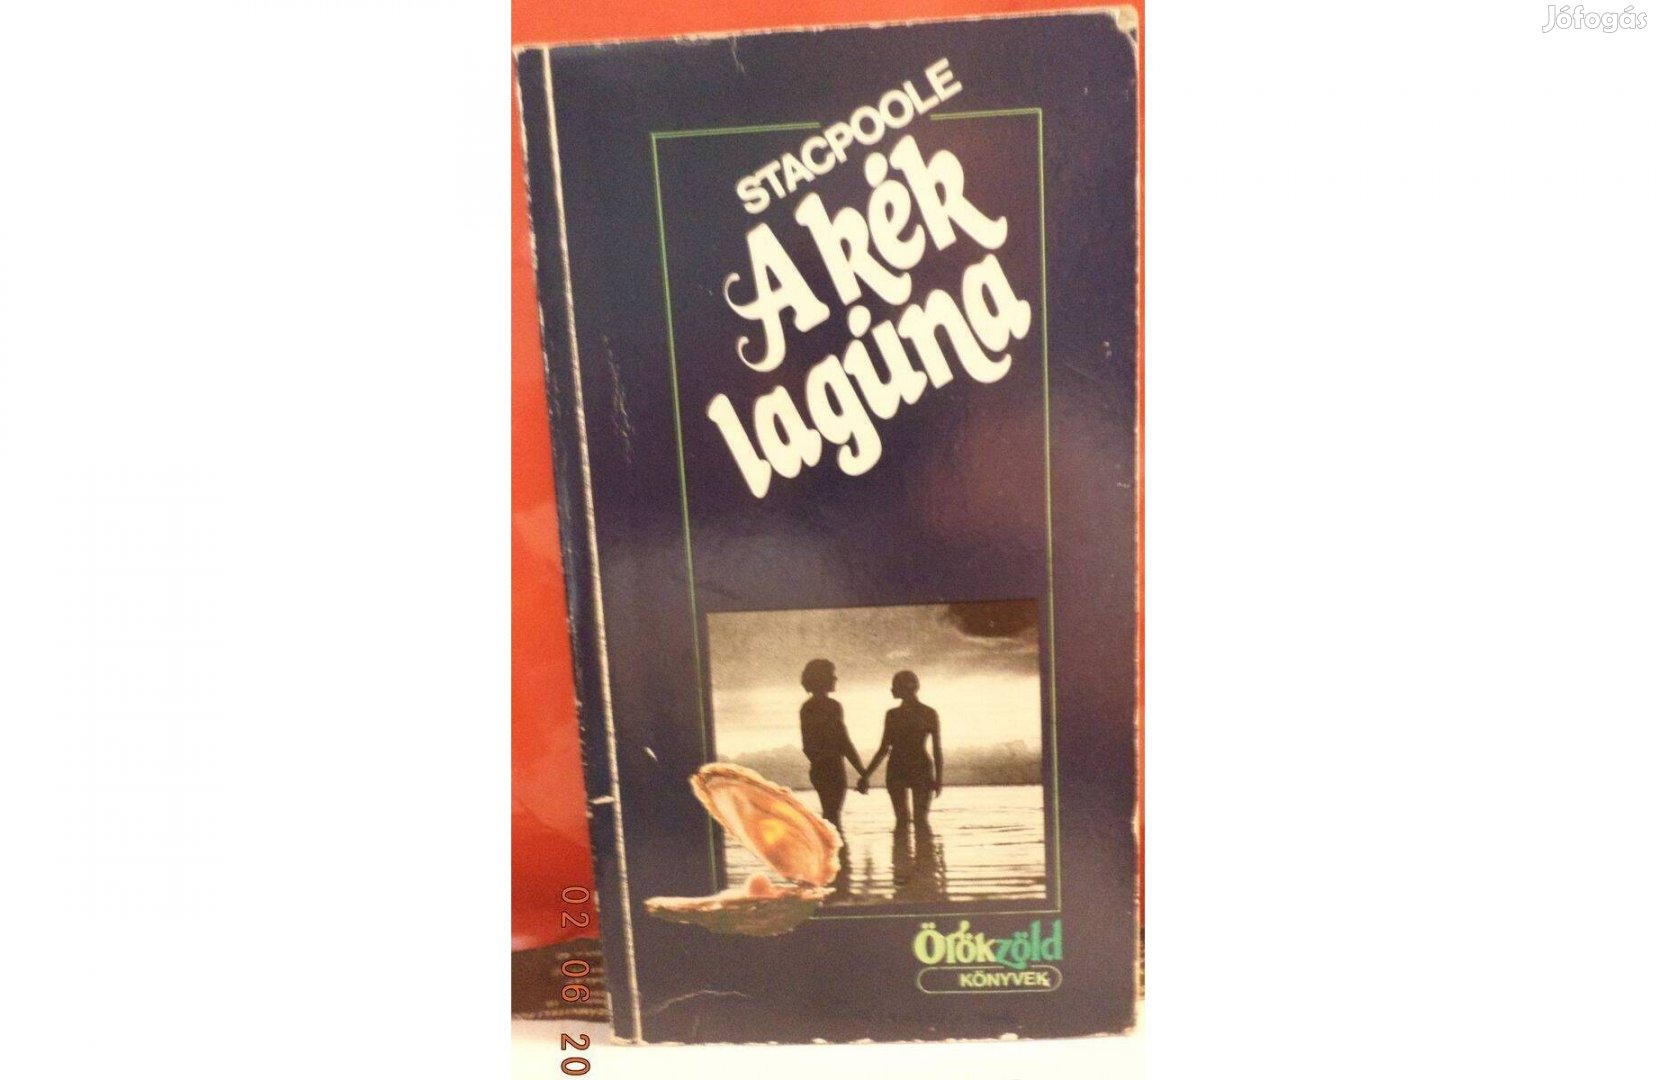 Jófogás
STACPOOLE
A kék
lagúna
Örökzöld
KÖNYVEK
02 06 20